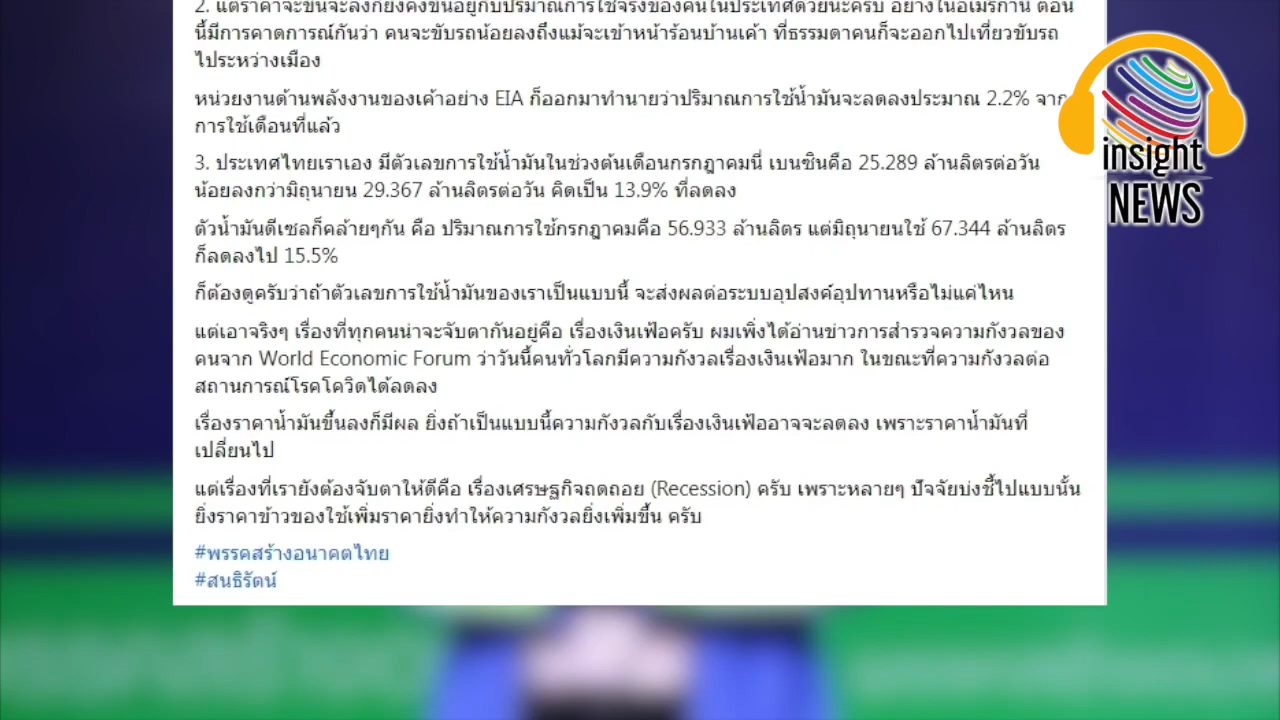 2. แต่ราคาจะขึ้นจะลงก็ยังคงขึ้นอยู่กับปริมาณการใช้จริงของคนในประเทศด้วยนะครับ อย่างในอเมริกาน ตอน
นี้มีการคาดการณ์กันว่า คนจะขับรถน้อยลงถึงแม้จะเข้าหน้าร้อนบ้านเค้า ที่ธรรมดาคนก็จะออกไปเที่ยวขับรถ
ไประหว่างเมือง
หน่วยงานด้านพลังงานของเค้าอย่าง EIA ก็ออกมาทำนายว่าปริมาณการใช้น้ำมันจะลดลงประมาณ 2.2% จาก
การใช้เดือนที่แล้ว
3. ประเทศไทยเราเอง มีตัวเลขการใช้น้ำมันในช่วงต้นเดือนกรกฎาคมนี่ เบนซินคือ 25.289 ล้านลิตรต่อวัน
น้อยลงกว่ามิถุนายน 29.367 ล้านลิตรต่อวัน คิดเป็น 13.9% ที่ลดลง
ตัวน้ำมันดีเซลก็คล้ายๆกัน คือ ปริมาณการใช้กรกฎาคมคือ 56.933 ล้านลิตร แต่มิถุนายนใช้ 67.344 ล้านลิตร
ก็ลดลงไป 15.5%
ก็ต้องดูครับว่าถ้าตัวเลขการใช้น้ำมันของเราเป็นแบบนี้ จะส่งผลต่อระบบอุปสงค์อุปทานหรือไม่แค่ไหน
แต่เอาจริงๆ เรื่องที่ทุกคนน่าจะจับตากันอยู่คือ เรื่องเงินเฟ้อครับ ผมเพิ่งได้อ่านข่าวการสำรวจความกังวลของ
คนจาก World Economic Forum ว่าวันนี้คนทั่วโลกมีความกังวลเรื่องเงินเฟ้อมาก ในขณะที่ความกังวลต่อ
สถานการณ์โรคโควิดได้ลดลง
เรื่องราคาน้ำมันขึ้นลงก็มีผล ยิ่งถ้าเป็นแบบนี้ความกังวลกับเรื่องเงินเฟ้ออาจจะลดลง เพราะราคาน้ำมันที่
เปลี่ยนไป
แต่เรื่องที่เรายังต้องจับตาให้ดีคือ เรื่องเศรษฐกิจถดถอย (Recession) ครับ เพราะหลายๆ ปัจจัยบ่งชี้ไปแบบนั้น
ยิ่งราคาข้าวของใช้เพิ่มราคายิ่งทำให้ความกังวลยิ่งเพิ่มขึ้น ครับ
#พรรคสร้างอนาคตไทย
#สนธิรัตน์
insight
NEWS